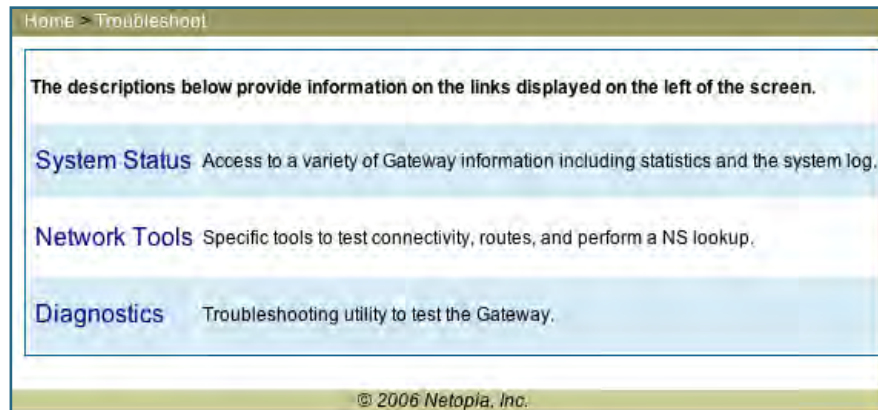 Home > Troubleshoot
The descriptions below provide information on the links displayed on the left of the screen.
System Status Access to a variety of Gateway information including statistics and the system log.
Network Tools Specific tools to test connectivity, routes, and perform a NS lookup.
Diagnostics Troubleshooting utility to test the Gateway.
© 2006 Netopia, Inc.